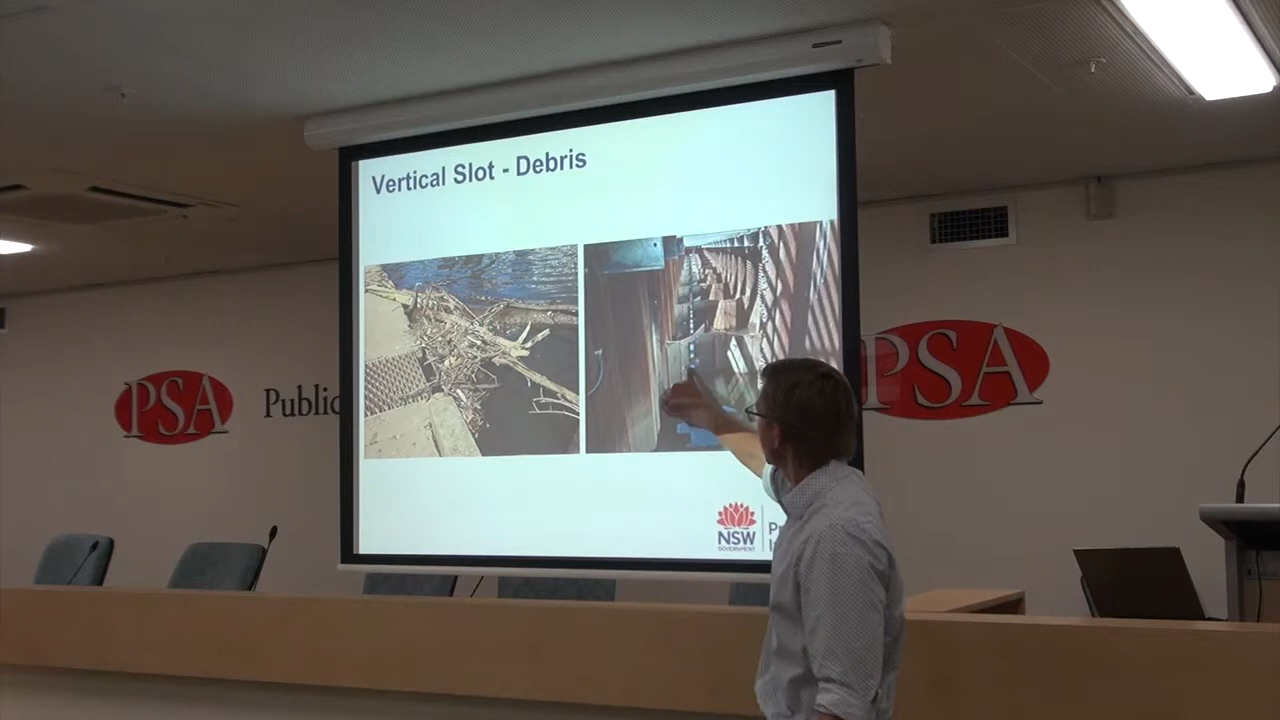 Vertical Slot - Debris
PSA
Public
PSA
NSW
GOVERNMENT